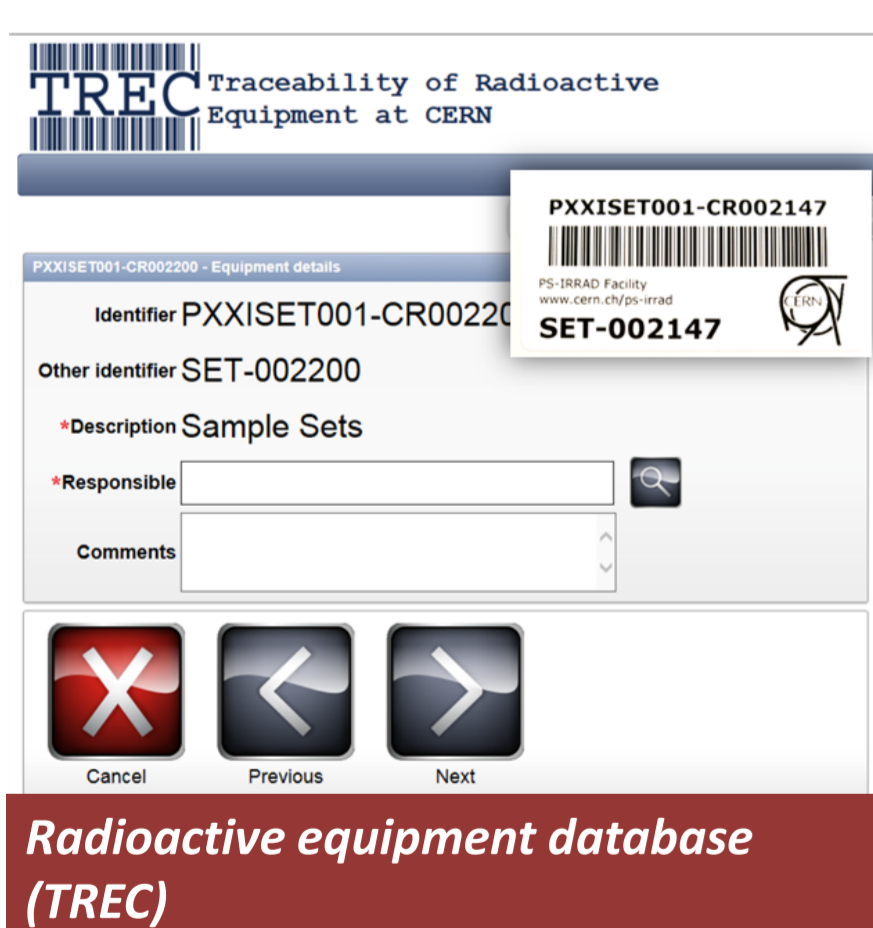 TREC
Traceability of Radioactive
Equipment at CERN
PXXISET001-CR002147
PS-IRRAD Facility
www.cern.ch/ps-irrad
SET-002147
CERN
PXXISET001-CR002200 - Equipment details
Identifier PXXISET001-CR00220
Other identifier SET-002200
*Description Sample Sets
*Responsible
Comments
Cancel Previous Next
Radioactive equipment database
(TREC)